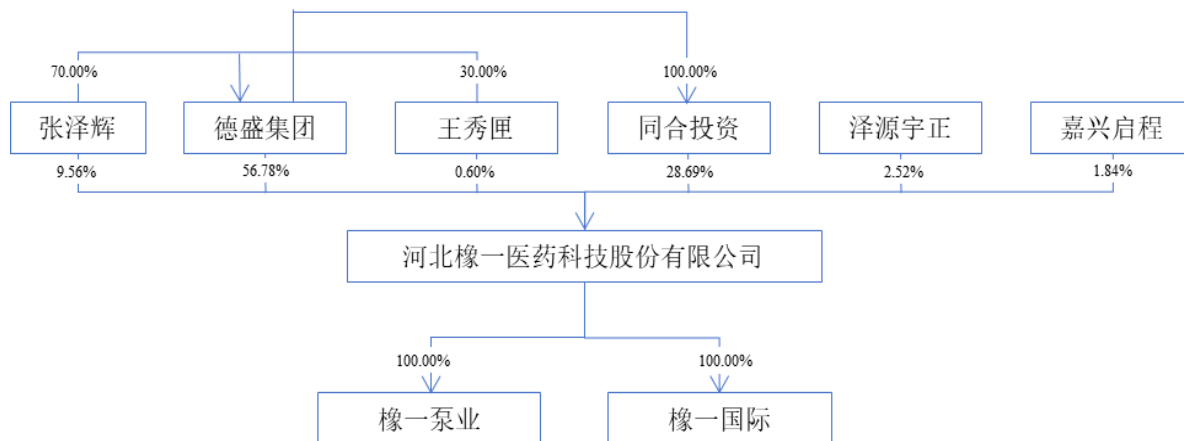 70.00%
30.00%
100.00%
张泽辉
德盛集团
王秀匣
同合投资
泽源宇正
嘉兴启程
9.56%
56.78%
0.60%
28.69%
2.52%
1.84%
河北橡一医药科技股份有限公司
100.00%
100.00%
橡一泵业
橡一国际